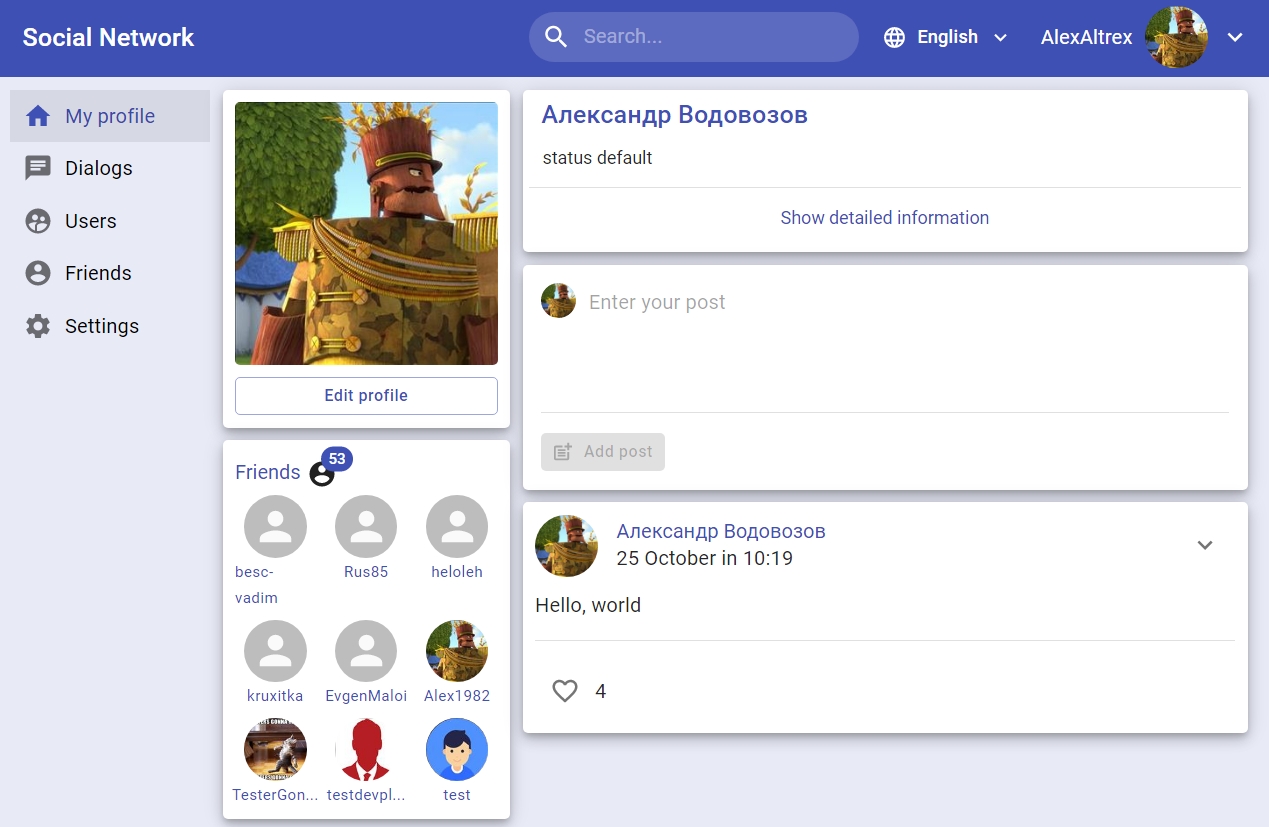 Social Network
Search...
English
AlexAltrex
My profile
Dialogs
Users
Friends
Settings
Edit profile
Friends
53
besc-
vadim
Rus85
heloleh
kruxitka
EvgenMaloi
Alex1982
TesterGon...
testdevpl...
test
Александр Водовозов
status default
Show detailed information
Enter your post
Add post
Александр Водовозов
25 October in 10:19
Hello, world
4